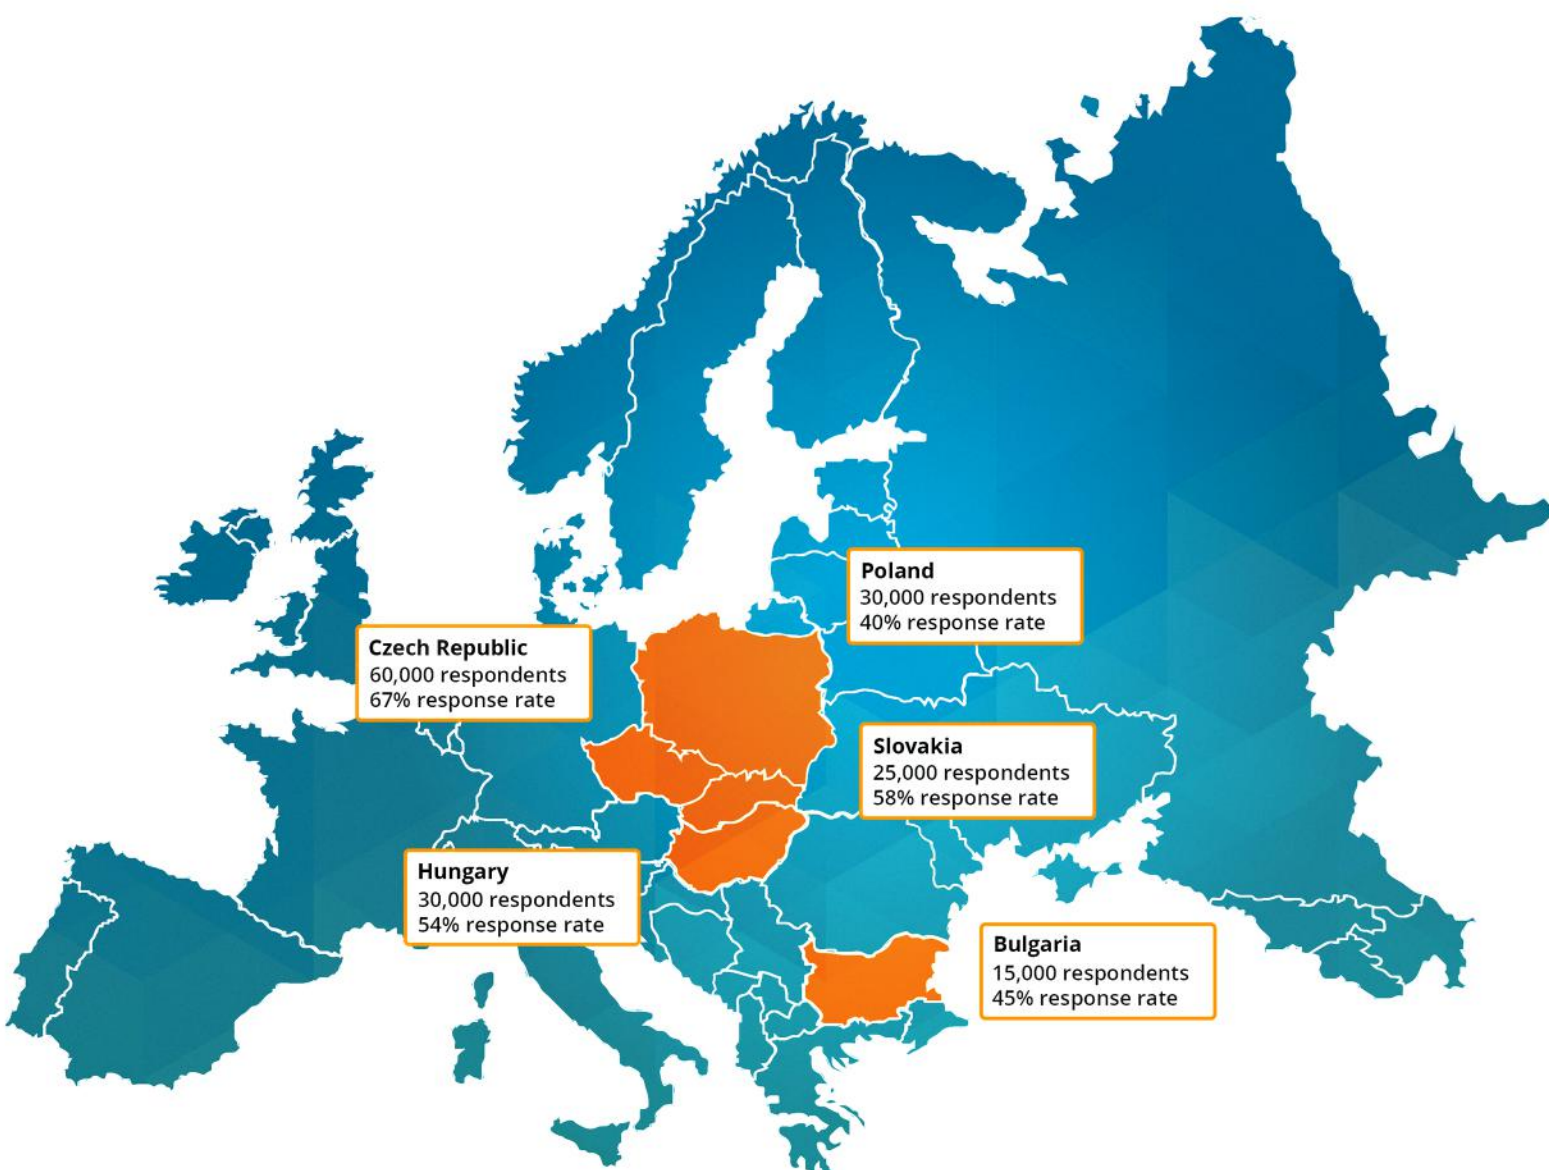 Poland
30,000 respondents
40% response rate
Czech Republic
60,000 respondents
67% response rate
Slovakia
25,000 respondents
58% response rate
Hungary
30,000 respondents
54% response rate
Bulgaria
15,000 respondents
45% response rate